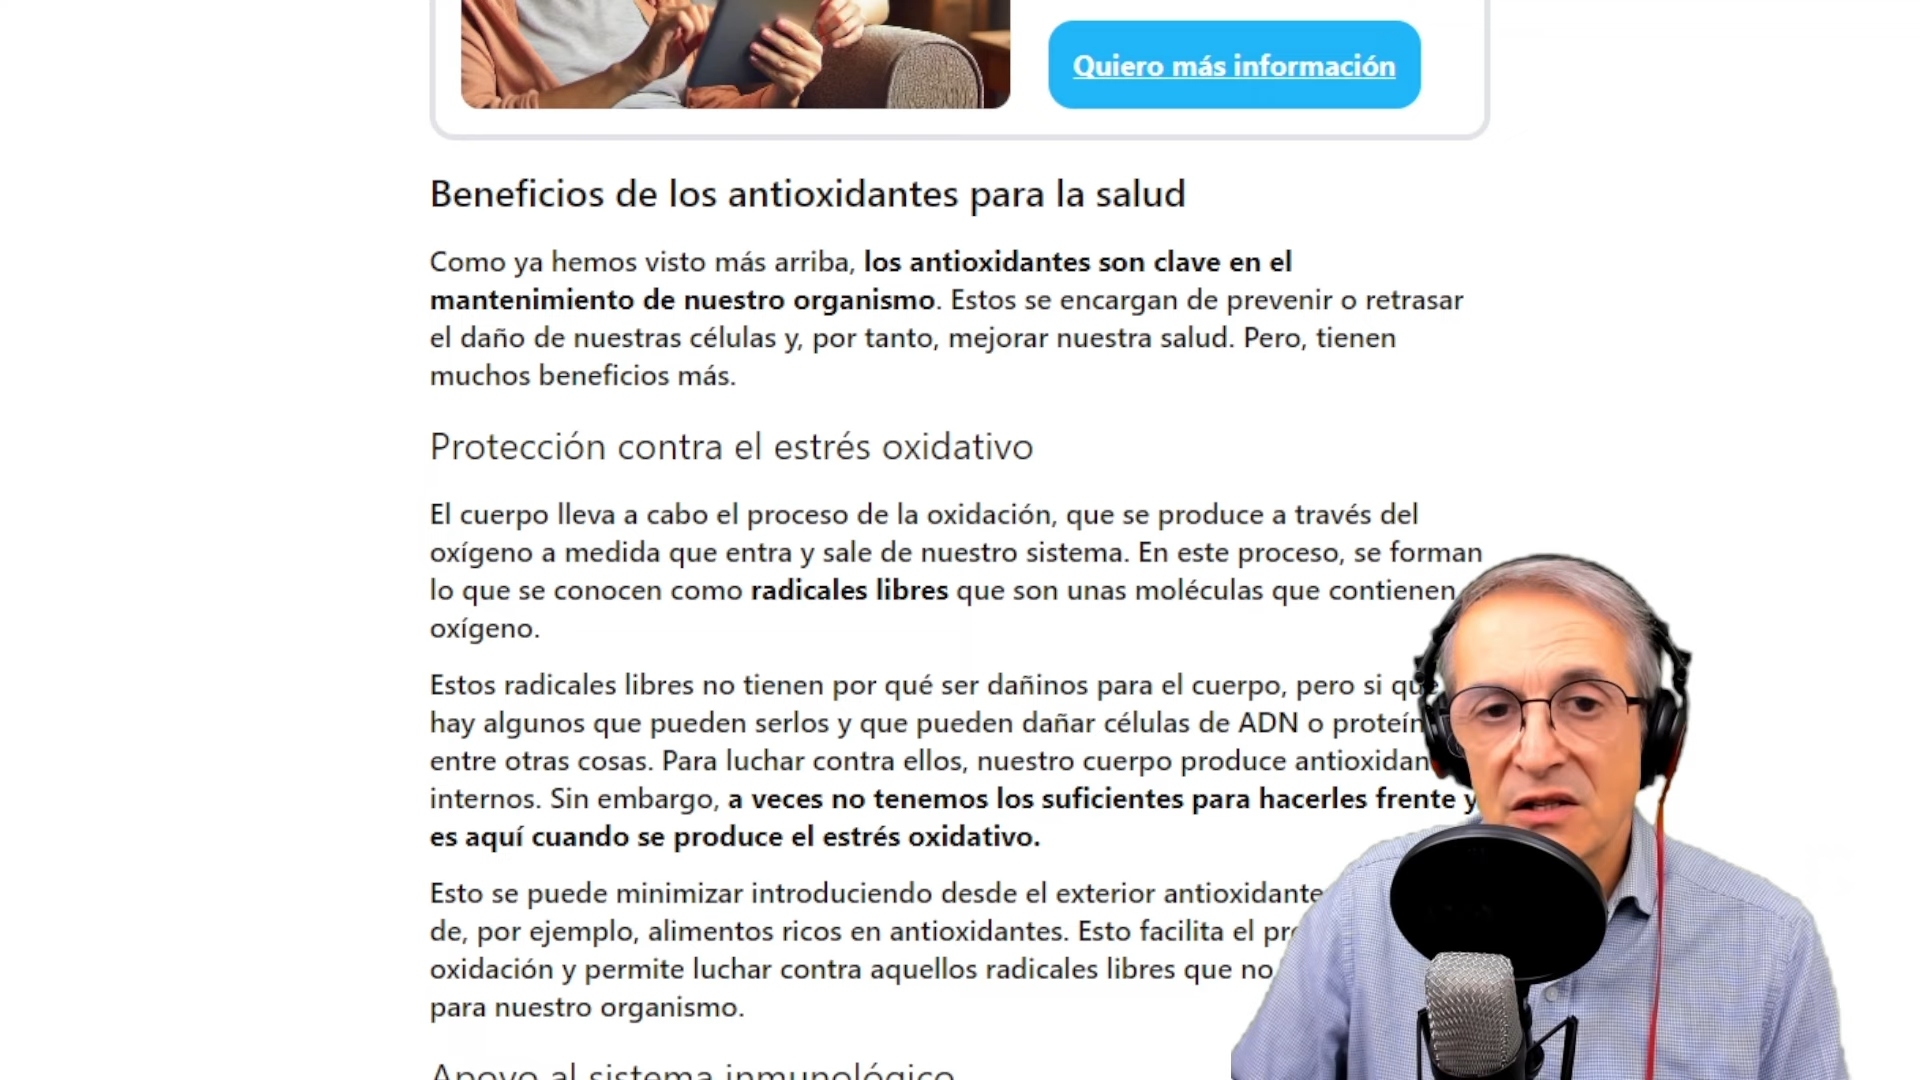 Quiero más información
Beneficios de los antioxidantes para la salud
Como ya hemos visto más arriba, los antioxidantes son clave en el
mantenimiento de nuestro organismo. Estos se encargan de prevenir o retrasar
el daño de nuestras células y, por tanto, mejorar nuestra salud. Pero, tienen
muchos beneficios más.
Protección contra el estrés oxidativo
El cuerpo lleva a cabo el proceso de la oxidación, que se produce a través del
oxígeno a medida que entra y sale de nuestro sistema. En este proceso, se forman
lo que se conocen como radicales libres que son unas moléculas que contienen
oxígeno.
Estos radicales libres no tienen por qué ser dañinos para el cuerpo, pero si que
hay algunos que pueden serlos y que pueden dañar células de ADN o
entre otras cosas. Para luchar contra ellos, nuestro cuerpo produce
internos. Sin embargo, a veces no tenemos los suficientes para hacerles frente y
es aquí cuando se produce el estrés oxidativo.
Esto se puede minimizar introduciendo desde el exterior
de, por ejemplo, alimentos ricos en antioxidantes. Esto facilita el
oxidación y permite luchar contra aquellos radicales libres que no
para nuestro organismo.
Apoyo al sistema inmunológico